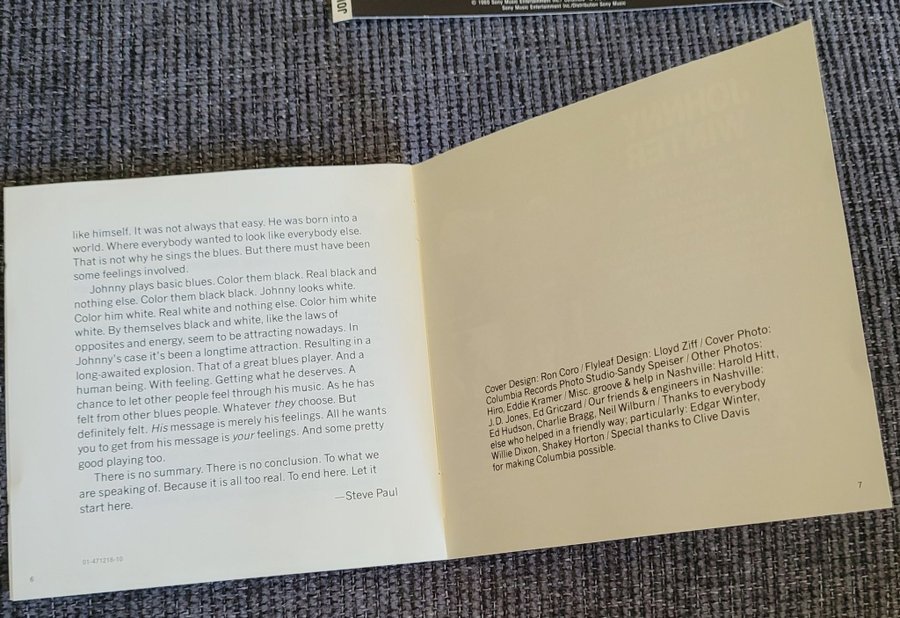 JOH
© 1969 Sony Music Entertainment Inc.
Sony Music Entertainment Inc./Distribution Sony Music
like himself. It was not always that easy. He was born into a
world. Where everybody wanted to look like everybody else.
That is not why he sings the blues. But there must have been
some feelings involved.
Johnny plays basic blues. Color them black. Real black and
nothing else. Color them black black. Johnny looks white.
Color him white. Real white and nothing else. Color him white
white. By themselves black and white, like the laws of
opposites and energy, seem to be attracting nowadays. In
Johnny's case it's been a longtime attraction. Resulting in a
long-awaited explosion. That of a great blues player. And a
human being. With feeling. Getting what he deserves. A
chance to let other people feel through his music. As he has
felt from other blues people. Whatever they choose. But
definitely felt. His message is merely his feelings. All he wants
you to get from his message is your feelings. And some pretty
good playing too.
There is no summary. There is no conclusion. To what we
are speaking of. Because it is all too real. To end here. Let it
start here.
—Steve Paul
01-471218-10
6
JOHNNY
WINTER
Cover Design: Ron Coro / Flyleaf Design: Lloyd Ziff / Cover Photo:
Columbia Records Photo Studio-Sandy Speiser / Other Photos:
Hiro, Eddie Kramer / Misc. groove & help in Nashville: Harold Hitt,
J.D. Jones, Ed Griczard / Our friends & engineers in Nashville:
Ed Hudson, Charlie Bragg, Neil Wilburn / Thanks to everybody
else who helped in a friendly way; particularly: Edgar Winter,
Willie Dixon, Shakey Horton / Special thanks to Clive Davis
for making Columbia possible.
7